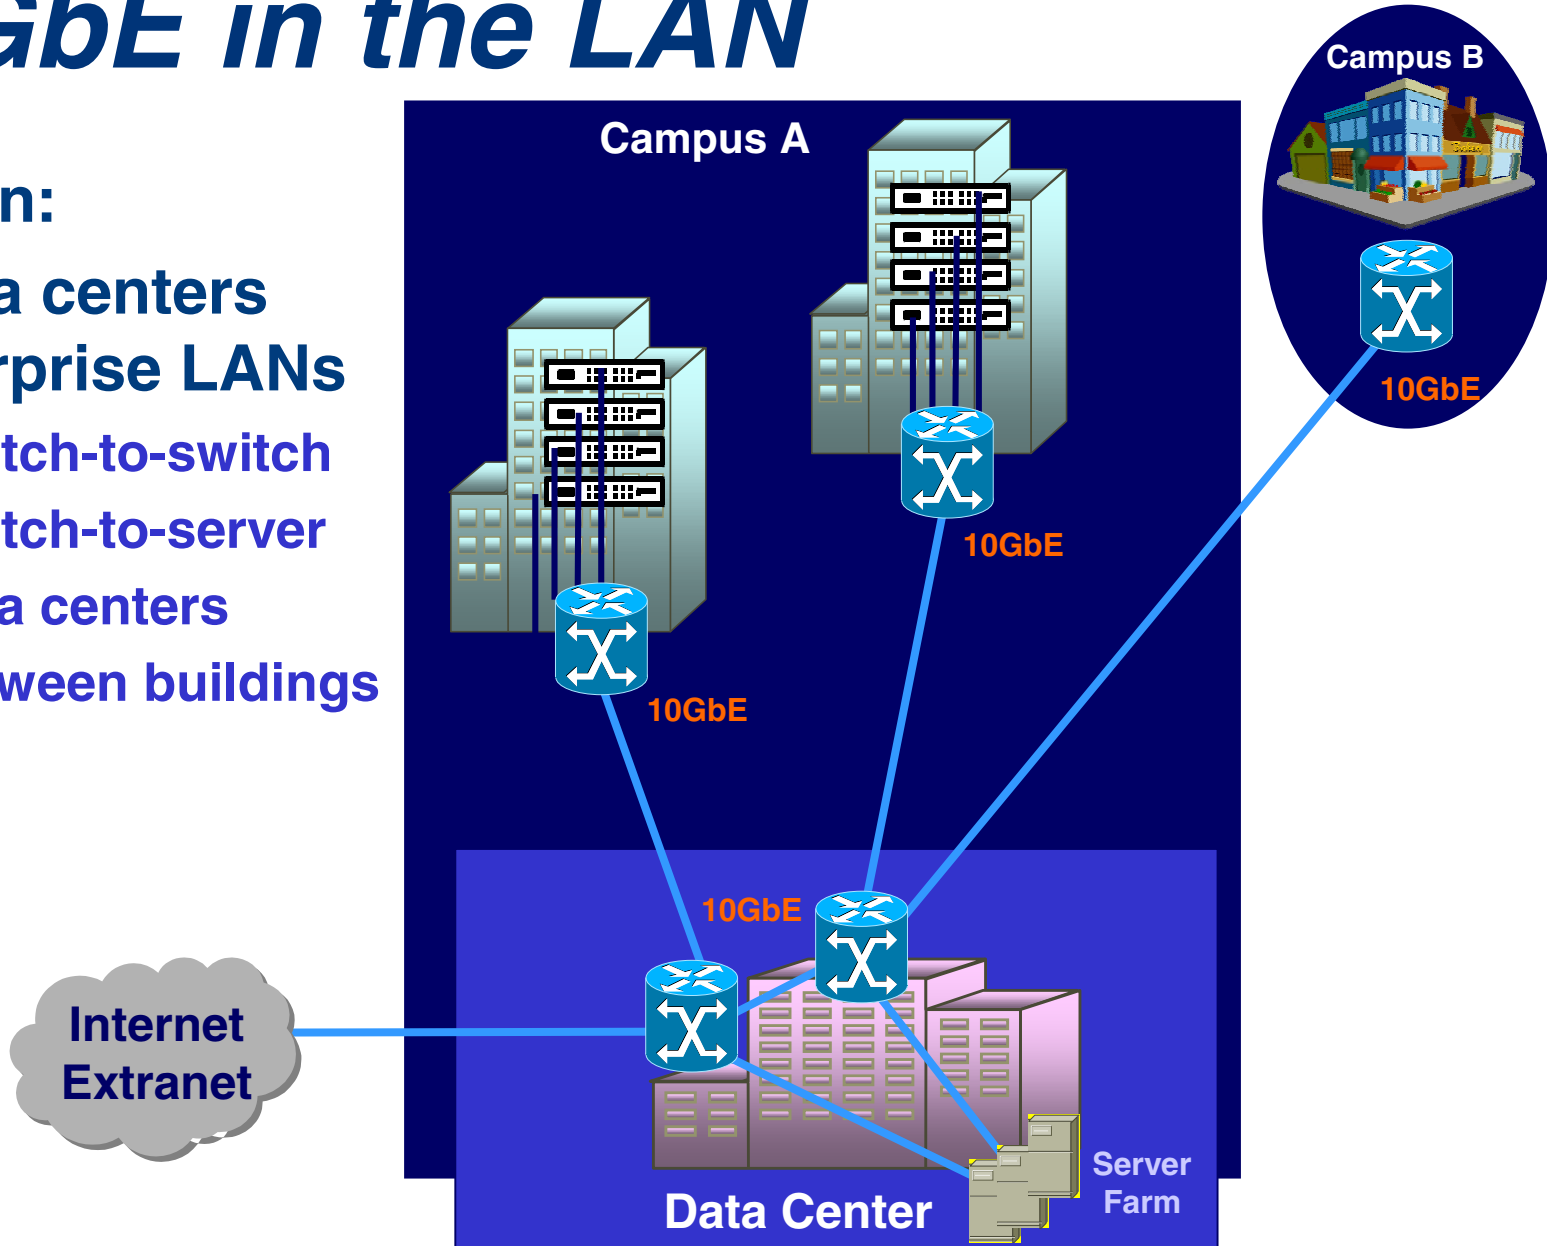 GbE in the LAN
n:
a centers
rprise LANs
tch-to-switch
tch-to-server
a centers
ween buildings
Campus A
Campus B
10GbE
10GbE
10GbE
10GbE
Internet
Extranet
Data Center
Server
Farm